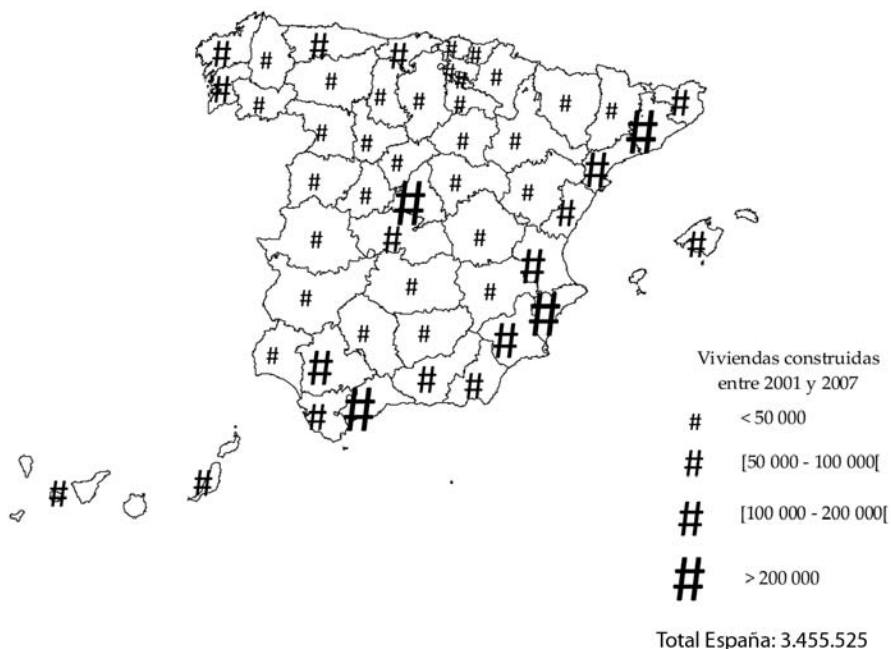 Viviendas construidas
entre 2001 y 2007
# < 50 000
# [50 000 - 100 000[
# [100 000 - 200 000[
# > 200 000
Total España: 3.455.525